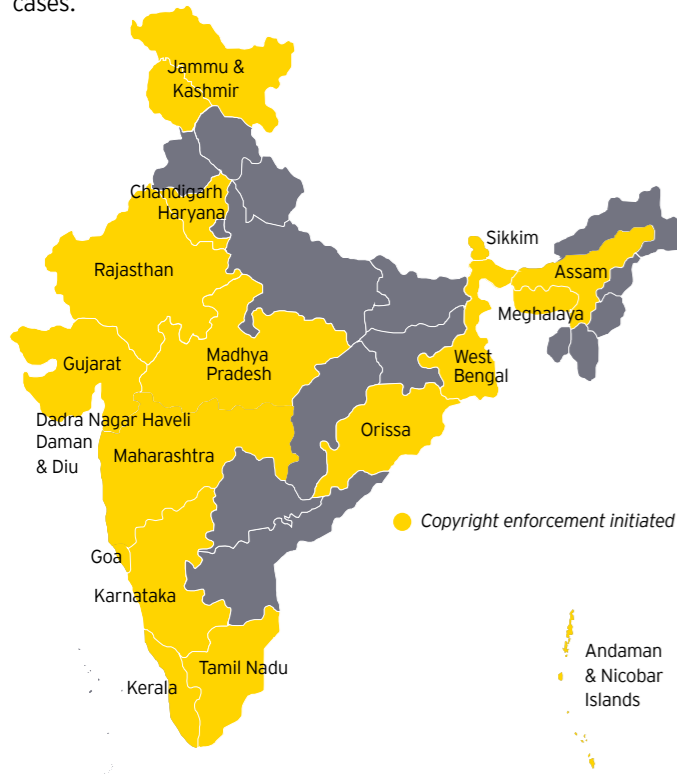 cases.
Jammu &
Kashmir
Chandigarh
Haryana
Sikkim
Rajasthan
Assam
Meghalaya
Gujarat
Madhya
Pradesh
West
Bengal
Dadra Nagar Haveli
Daman
& Diu
Orissa
Maharashtra
Copyright enforcement initiated
Goa
Karnataka
Andaman
& Nicobar
Islands
Tamil Nadu
Kerala